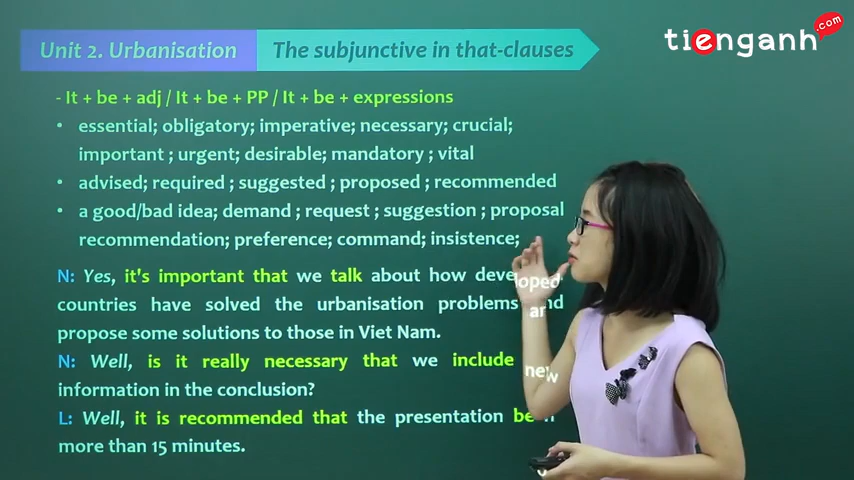 Unit 2. Urbanisation The subjunctive in that-clauses
tienganh.com
- It + be + adj / It + be + PP / It + be + expressions
• essential; obligatory; imperative; necessary; crucial;
important ; urgent; desirable; mandatory ; vital
• advised; required ; suggested ; proposed ; recommended
• a good/bad idea; demand ; request ; suggestion ; proposal
recommendation; preference; command; insistence;
N: Yes, it's important that we talk about how developed
countries have solved the urbanisation problems and
propose some solutions to those in Viet Nam.
N: Well, is it really necessary that we include new
information in the conclusion?
L: Well, it is recommended that the presentation be
more than 15 minutes.